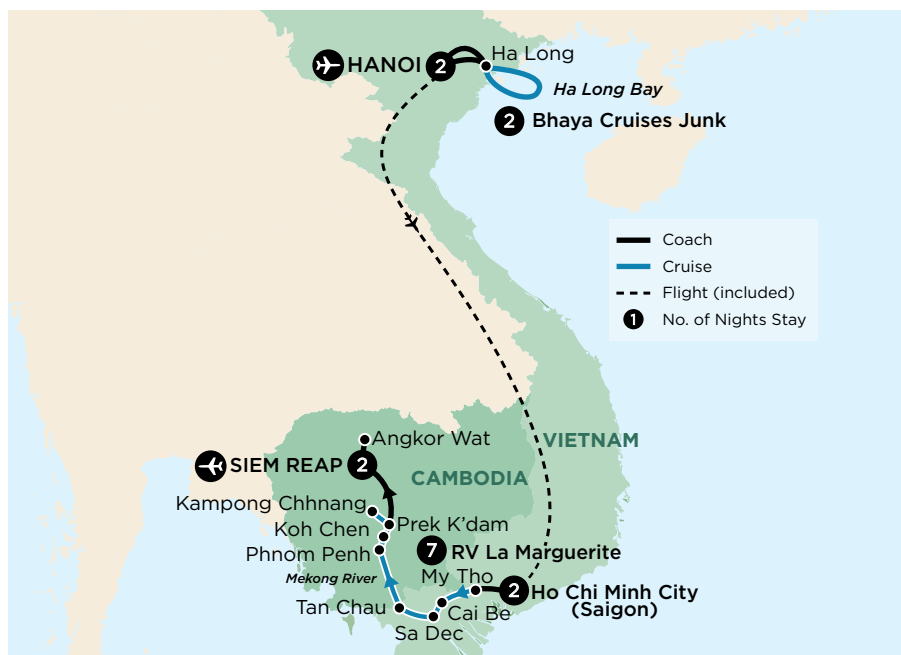 Ha Long
HANOI 2
Ha Long Bay
2 Bhaya Cruises Junk
Coach
Cruise
Flight (included)
1 No. of Nights Stay
Angkor Wat
VIETNAM
SIEM REAP 2
CAMBODIA
Kampong Chhnang
Prek K’dam
Koh Chen
Phnom Penh
7 RV La Marguerite
Mekong River
My Tho
2 Ho Chi Minh City
(Saigon)
Tan Chau
Cai Be
Sa Dec